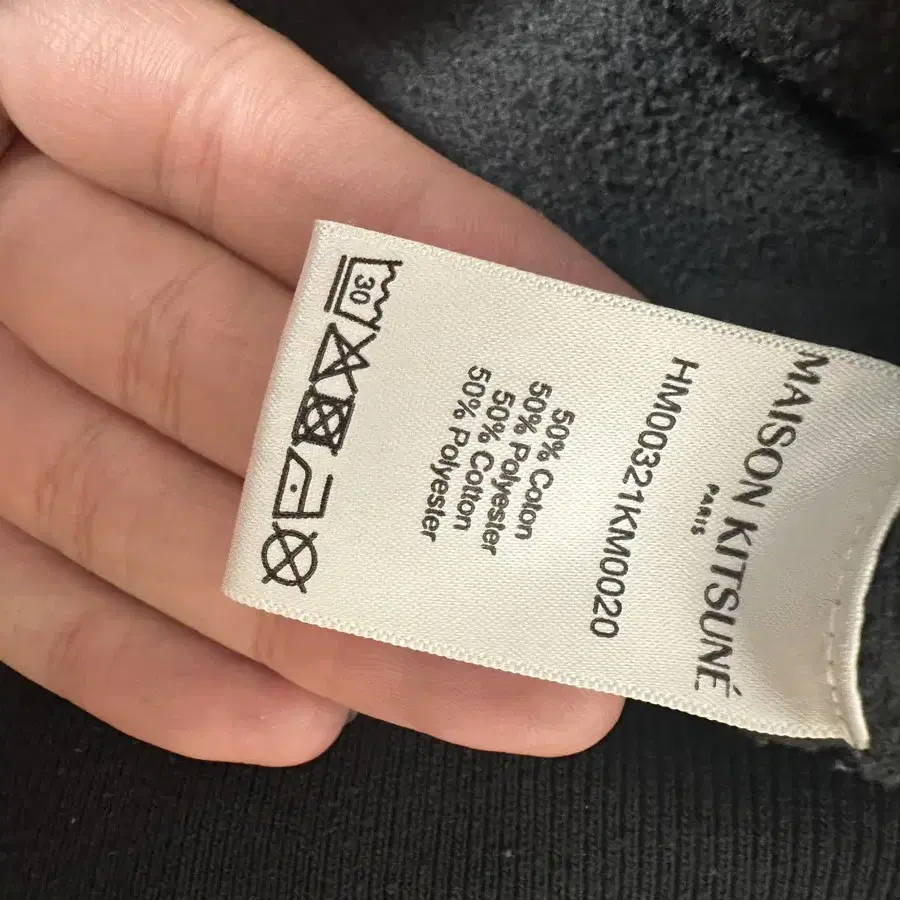 MAISON KITSUNÉ
PARIS
HM00321KM0020
50% Coton
50% Polyester
50% Cotton
50% Polyester
30